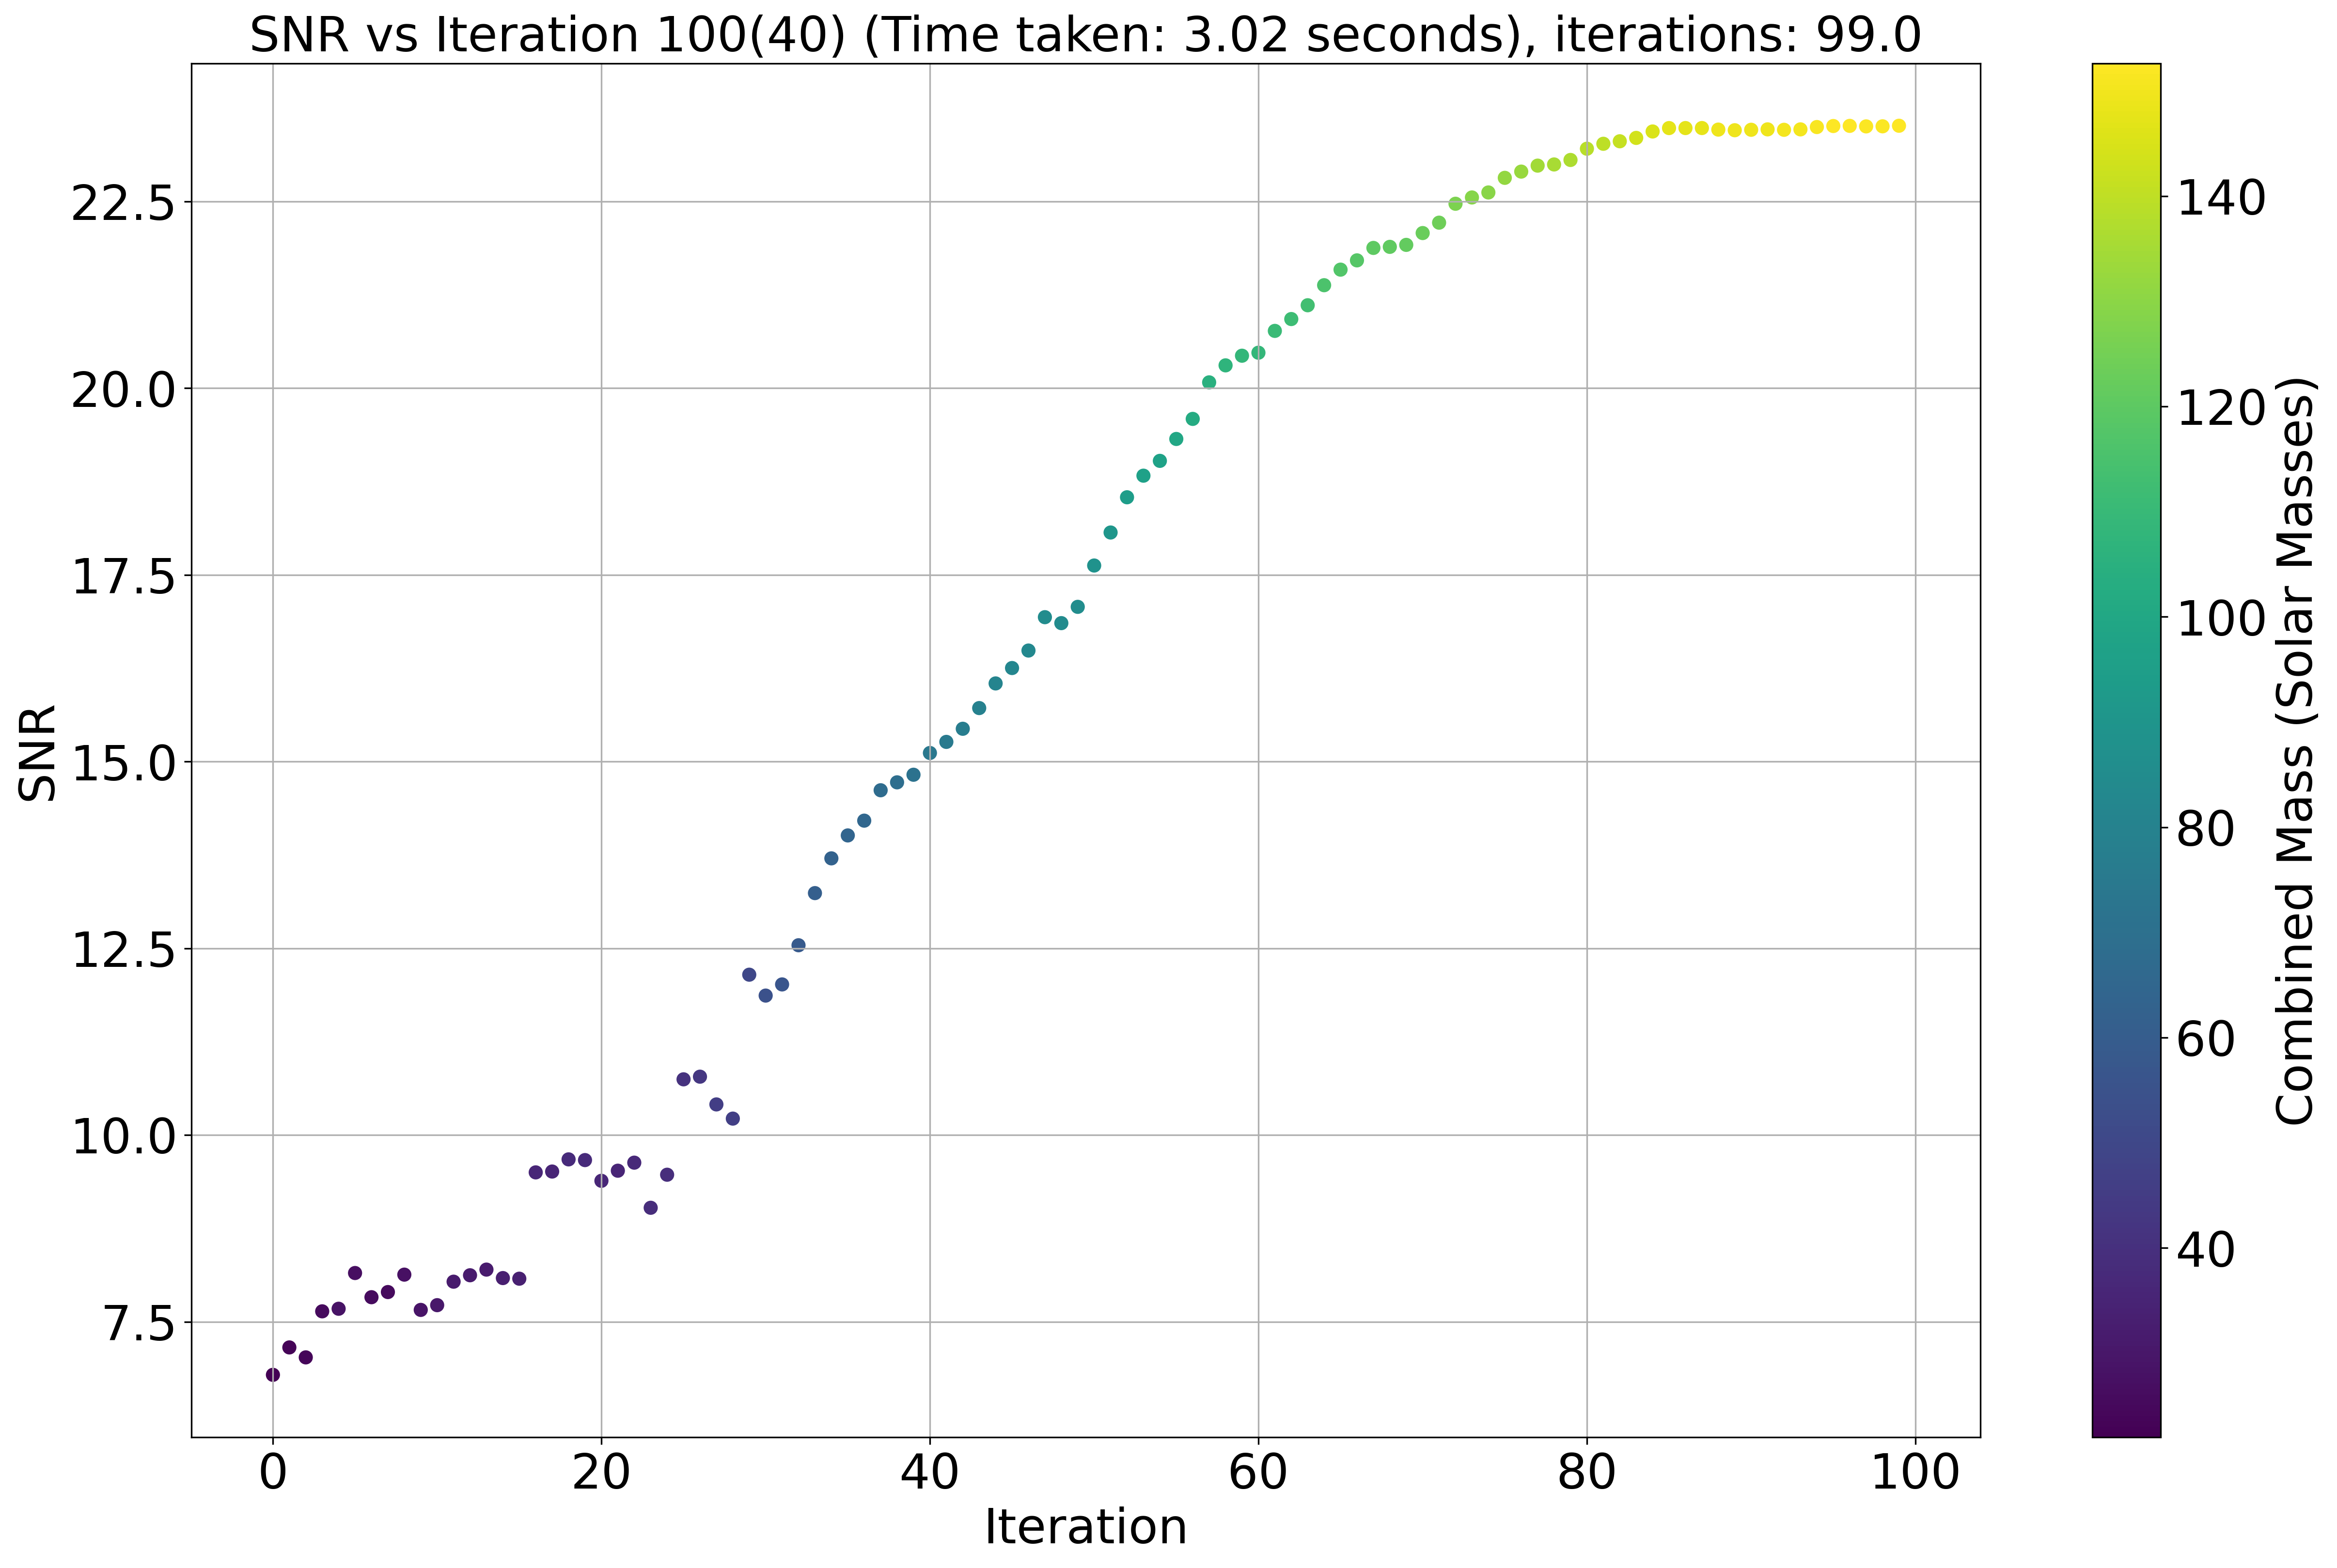 SNR vs Iteration 100(40) (Time taken: 3.02 seconds), iterations: 99.0
SNR
22.5
20.0
17.5
15.0
12.5
10.0
7.5
0 20 40 60 80 100
Iteration
140
120
100
80
60
40
Combined Mass (Solar Masses)